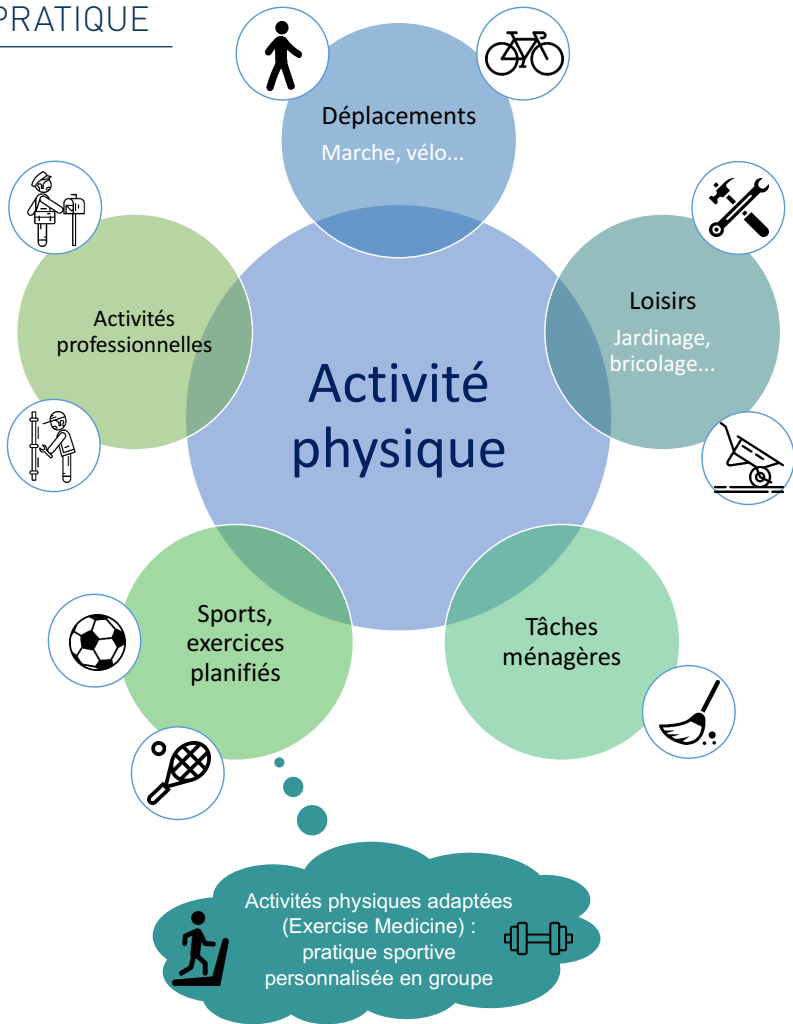 PRATIQUE
Déplacements
Marche, vélo...
Activités
professionnelles
Loisirs
Jardinage,
bricolage...
Activité
physique
Sports,
exercices
planifiés
Tâches
ménagères
Activités physiques adaptées
(Exercise Medicine) :
pratique sportive
personnalisée en groupe